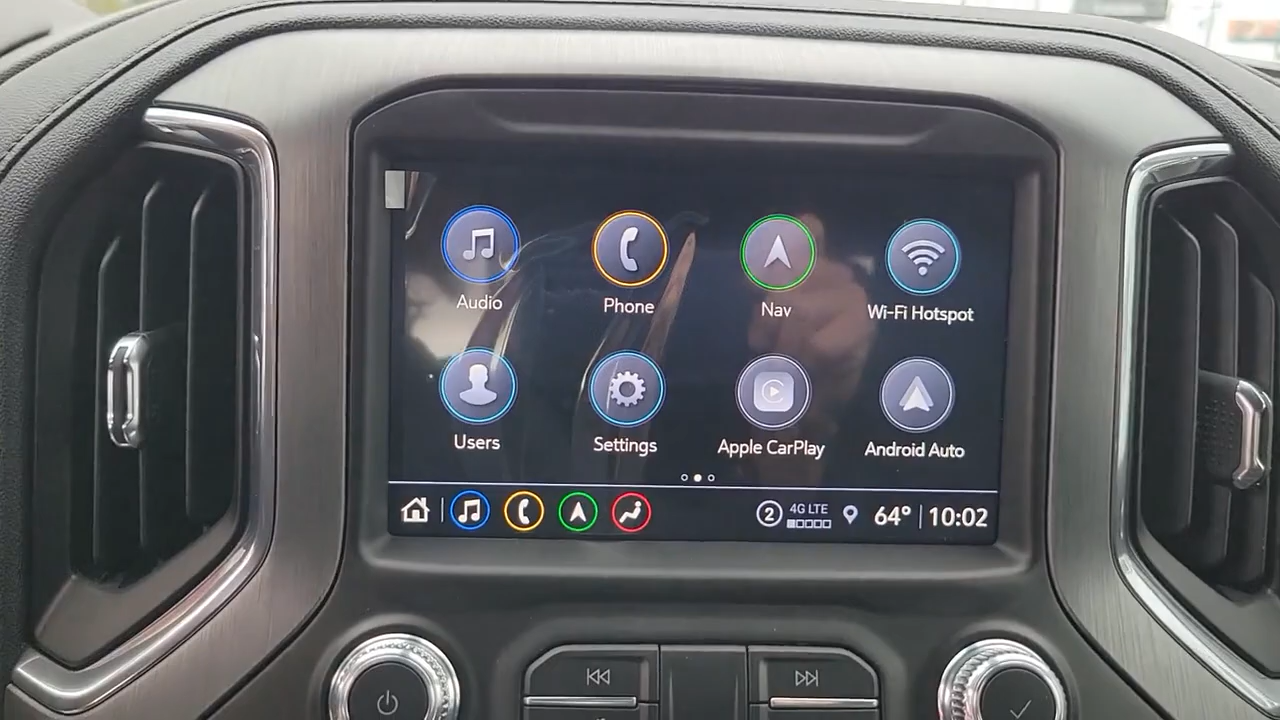 Audio
Phone
Nav
Wi-Fi Hotspot
Users
Settings
Apple CarPlay
Android Auto
2
4G LTE
64°
10:02